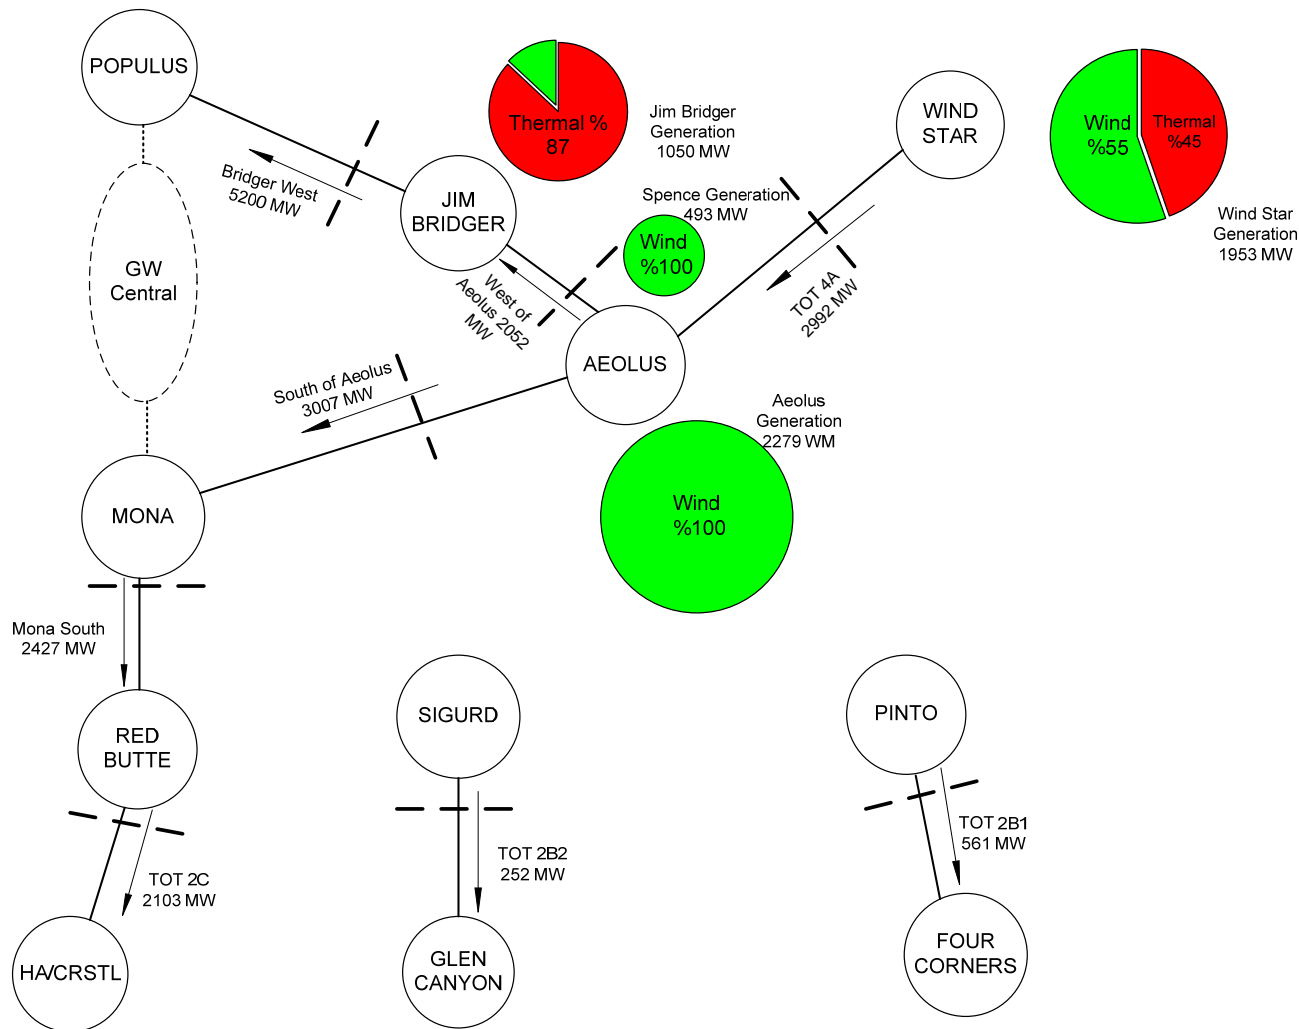 POPULUS
Thermal %
87
Jim Bridger
Generation
1050 MW
WIND
STAR
Wind
%55
Thermal
%45
Wind Star
Generation
1953 MW
Bridger West
5200 MW
JIM
BRIDGER
Spence Generation
493 MW
Wind
%100
GW
Central
West of
Aeolus 2052
MW
TOT 4A
2992 MW
AEOLUS
South of Aeolus
3007 MW
Aeolus
Generation
2279 WM
Wind
%100
MONA
Mona South
2427 MW
RED
BUTTE
SIGURD
PINTO
TOT 2C
2103 MW
TOT 2B2
252 MW
TOT 2B1
561 MW
HA/CRSTL
GLEN
CANYON
FOUR
CORNERS